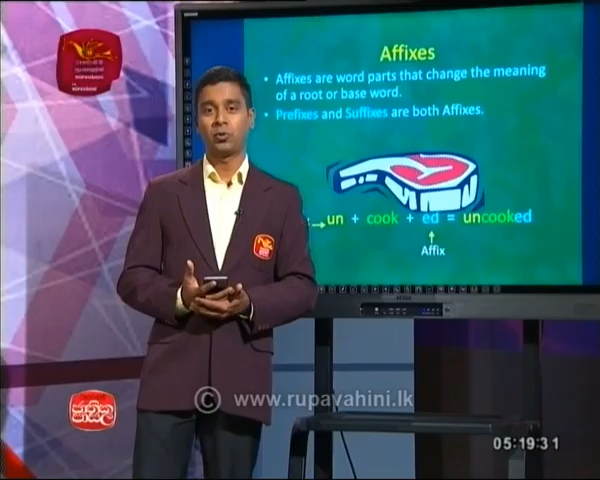 Affixes
• Affixes are word parts that change the meaning
of a root or base word.
• Prefixes and Suffixes are both Affixes.
un + cook + ed = uncooked
Affix
© www.rupavahini.lk
05:19:31